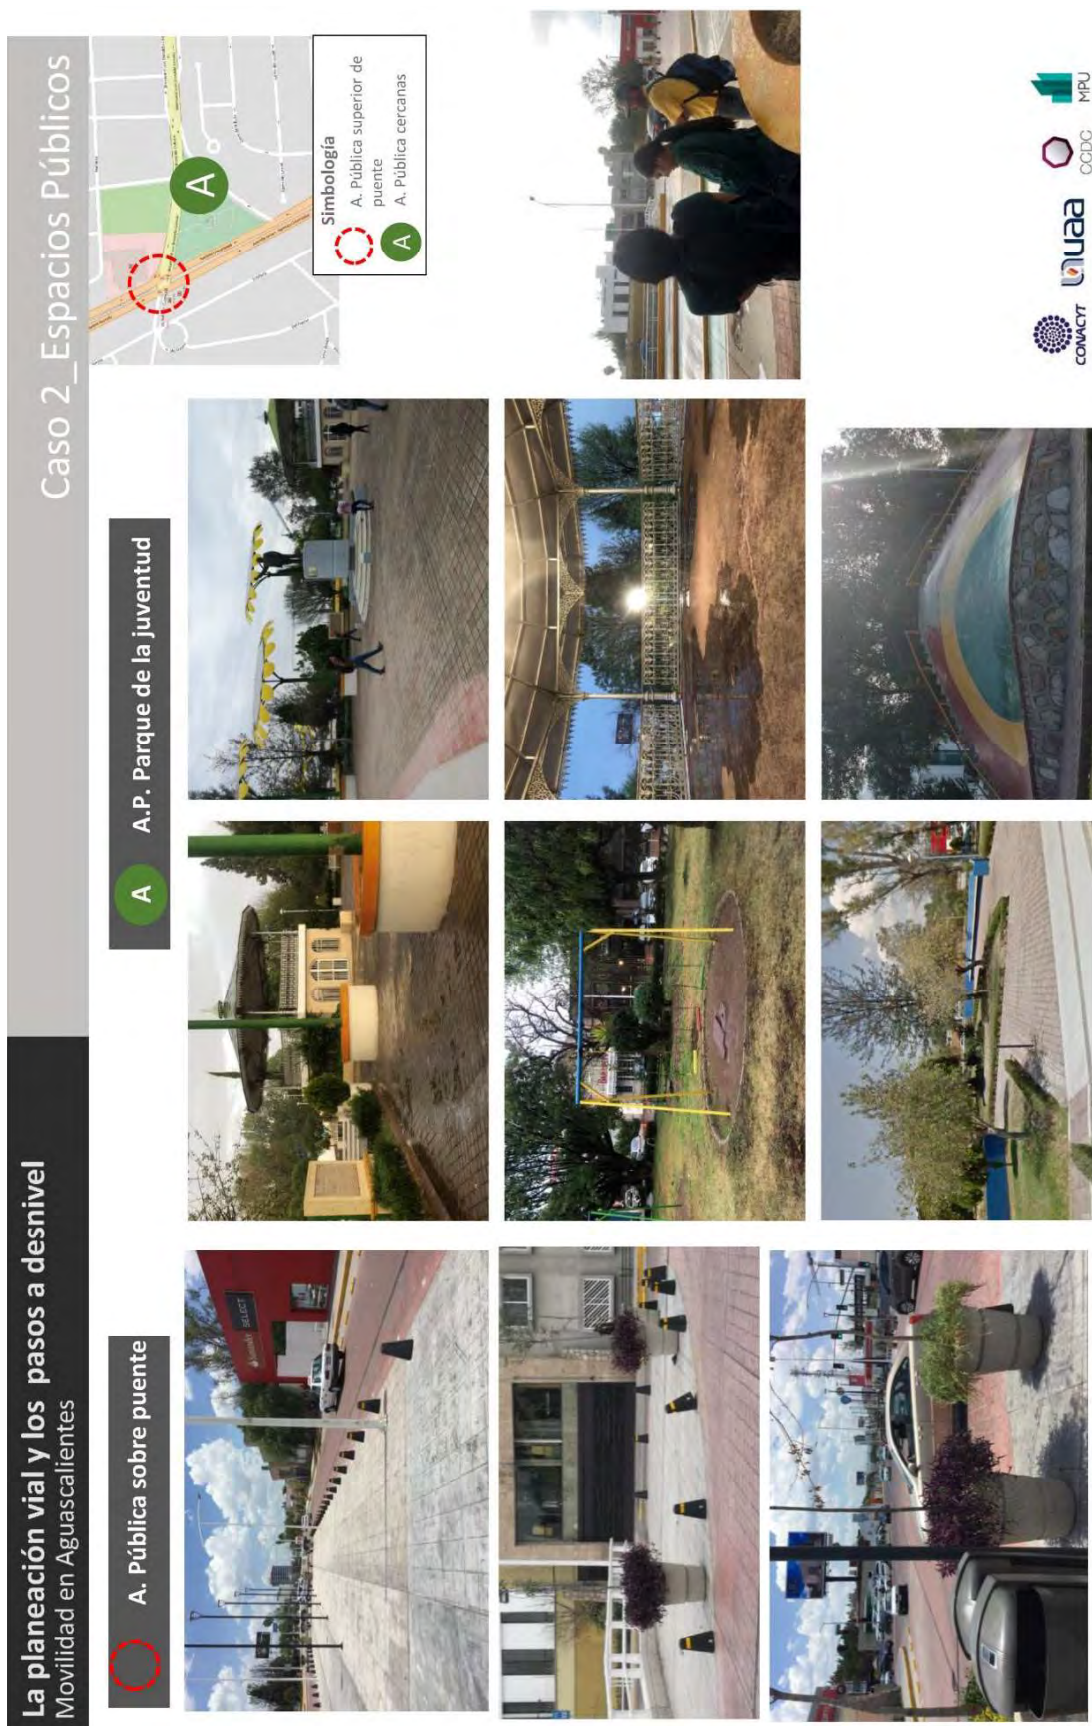 La planeación vial y los pasos a desnivel
Movilidad en Aguascalientes
Caso 2_Espacios Públicos
A. Pública sobre puente
A
A.P. Parque de la juventud
A
Simbología
A. Pública superior de
puente
A
A. Pública cercanas
SELECT
CONACYT
uaa
CCDC
MPU